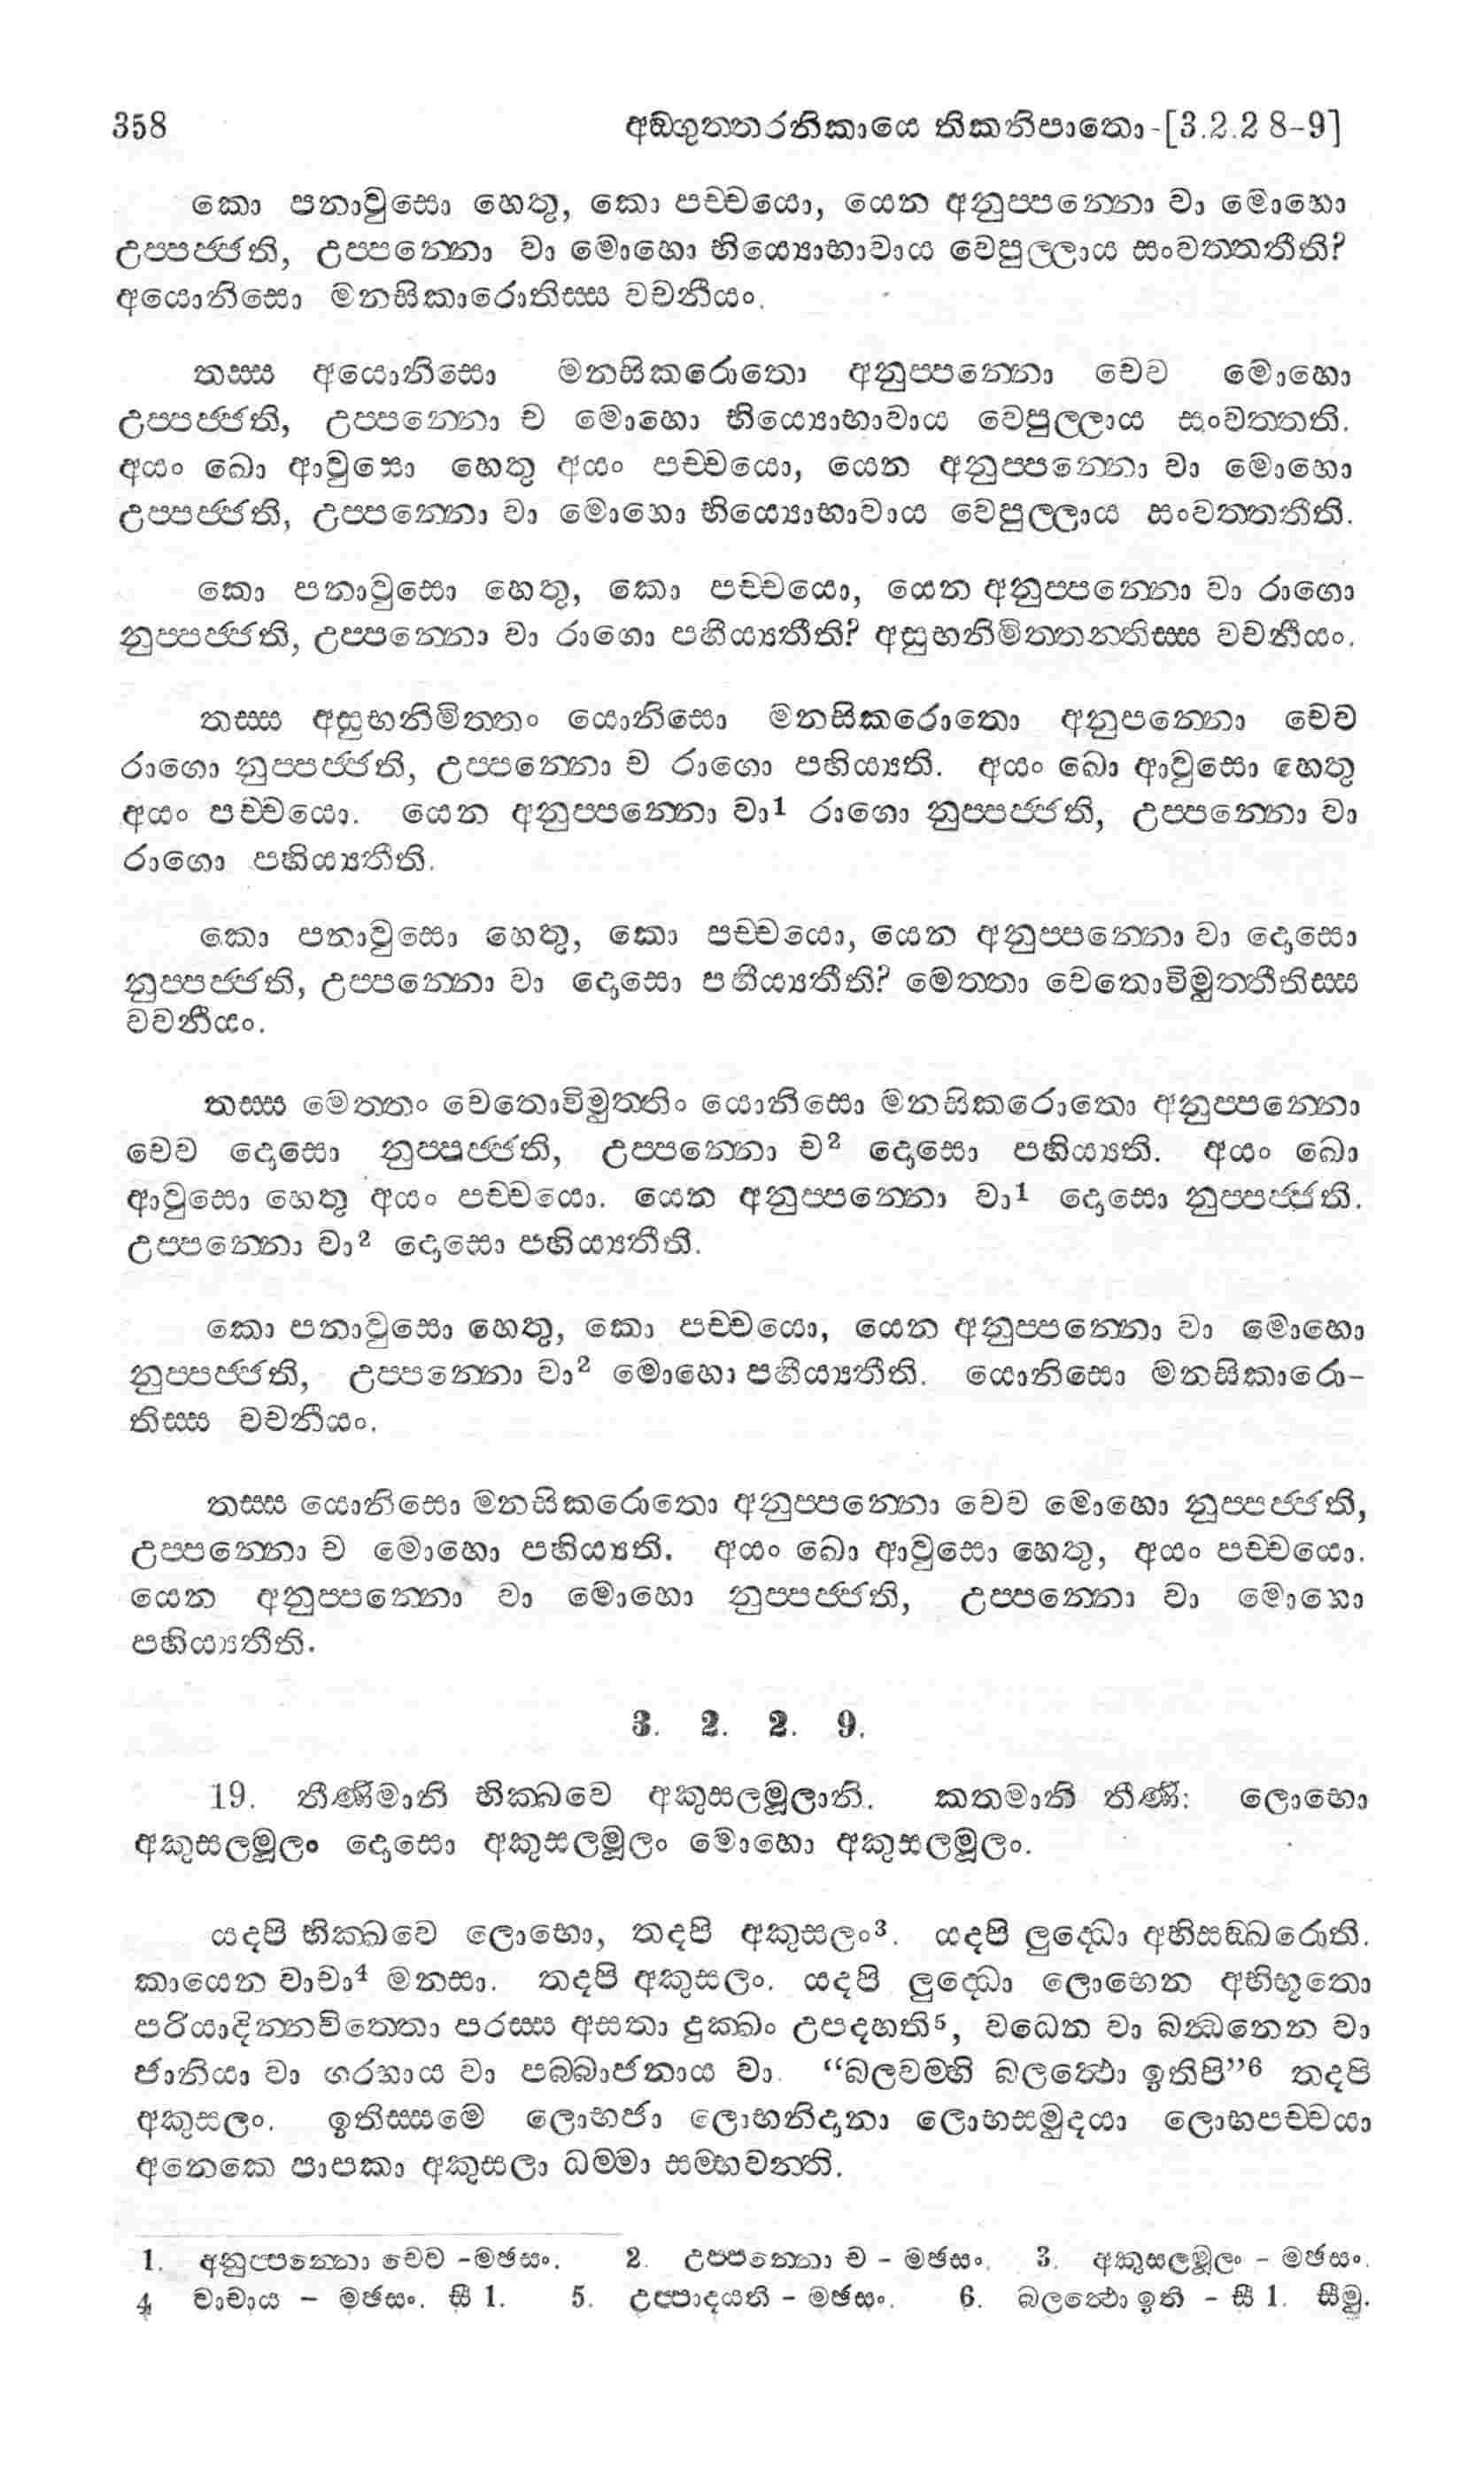 358 අඞ්ගුත්තරනිකායෙ තිකනිපාතො-[3.2.2 8-9]
කො පනාවුසො හෙතු, කො පච්චයො, යෙන අනුප්පන්නො වා මොහො
උප්පජ්ජති, උප්පන්නො වා මොහො භිය්‍යොභාවාය වෙපුල්ලාය සංවත්තතීති?
අයොනිසො මනසිකාරොතිස්ස වචනීයං.
තස්ස අයොනිසො මනසිකරොතො අනුප්පන්නො චෙව මොහො
උප්පජ්ජති, උප්පන්නො ච මොහො භිය්‍යොභාවාය වෙපුල්ලාය සංවත්තති.
අයං ඛො ආවුසො හෙතු අයං පච්චයො, යෙන අනුප්පන්නො වා මොහො
උප්පජ්ජති, උප්පන්නො වා මොහො භිය්‍යොභාවාය වෙපුල්ලාය සංවත්තතීති.
කො පනාවුසො හෙතු, කො පච්චයො, යෙන අනුප්පන්නො වා රාගො
නුප්පජ්ජති, උප්පන්නො වා රාගො පහීය්‍යතීති? අසුභනිමිත්තන්තිස්ස වචනීයං.
තස්ස අසුභනිමිත්තං යොනිසො මනසිකරොතො අනුපන්නො චෙව
රාගො නුප්පජ්ජති, උප්පන්නො ච රාගො පහිය්‍යති. අයං ඛො ආවුසො හෙතු
අයං පච්චයො. යෙන අනුප්පන්නො වා1 රාගො නුප්පජ්ජති, උප්පන්නො වා
රාගො පහිය්‍යතීති.
කො පනාවුසො හෙතු, කො පච්චයො, යෙන අනුප්පන්නො වා දොසො
නුප්පජ්ජති, උප්පන්නො වා දොසො පහීය්‍යතීති? මෙත්තා චෙතොවිමුත්තීතිස්ස
වචනීයං.
තස්ස මෙත්තං චෙතොවිමුත්තිං යොනිසො මනසිකරොතො අනුප්පන්නො
චෙව දොසො නුප්පජ්ජති, උප්පන්නො ච2 දොසො පහිය්‍යති. අයං ඛො
ආවුසො හෙතු අයං පච්චයො. යෙන අනුප්පන්නො වා1 දොසො නුප්පජ්ජති.
උප්පන්නො වා2 දොසො පහිය්‍යතීති.
කො පනාවුසො හෙතු, කො පච්චයො, යෙන අනුප්පන්නො වා මොහො
නුප්පජ්ජති, උප්පන්නො වා2 මොහො පහීය්‍යතීති. යොනිසො මනසිකාරො-
තිස්ස වචනීයං.
තස්ස යොනිසො මනසිකරොතො අනුප්පන්නො චෙව මොහො නූප්පජ්ජති,
උප්පන්නො ච මොහො පහිය්‍යති. අයං ඛො ආවුසො හෙතු, අයං පච්චයො.
යෙන අනුප්පන්නො වා මොහො නුප්පජ්ජති, උප්පන්නො වා මොහො
පහිය්‍යතීති.
3. 2. 2. 9.
19. තීණිමානි භික්ඛවෙ අකුසලමූලානි. කතමානි තීණි: ලොභො
අකුසලමූලං දොසො අකුසලමූලං මොහො අකුසලමූලං.
යදපි භික්ඛවෙ ලොභො, තදපි අකුසලං3. යදපි ලුද්ධො අභිසඞ්ඛරොති.
කායෙන වාචා4 මනසා. තදපි අකුසලං. යදපි ලුද්ධො ලොභෙන අභිභූතො
පරියාදින්නචිත්තො පරස්ස අසතා දුක්ඛං උපදහති5, වධෙන වා බන්‍ධනෙන වා
ජානියා වා ගරහාය වා පබ්බාජනාය වා. “බලවම්හි බලත්‍ථො ඉතිපි”6 තදපි
අකුසලං. ඉතිස්සමෙ ලොභජා ලොභනිදානා ලොභසමුදයා ලොභපච්චයා
අනෙකෙ පාපකා අකුසලා ධම්මා සම්භවන්ති.
1. අනුප්පන්නො චෙව -මඡසං. 2. උප්පන්නො ච - මඡසං. 3. අකුසලමූලං - මඡසං.
4 වාචාය - මඡසං. සී 1. 5. උප්පාදයති - මඡසං. 6. බලත්‍ථො ඉති - සී 1. සීමු.